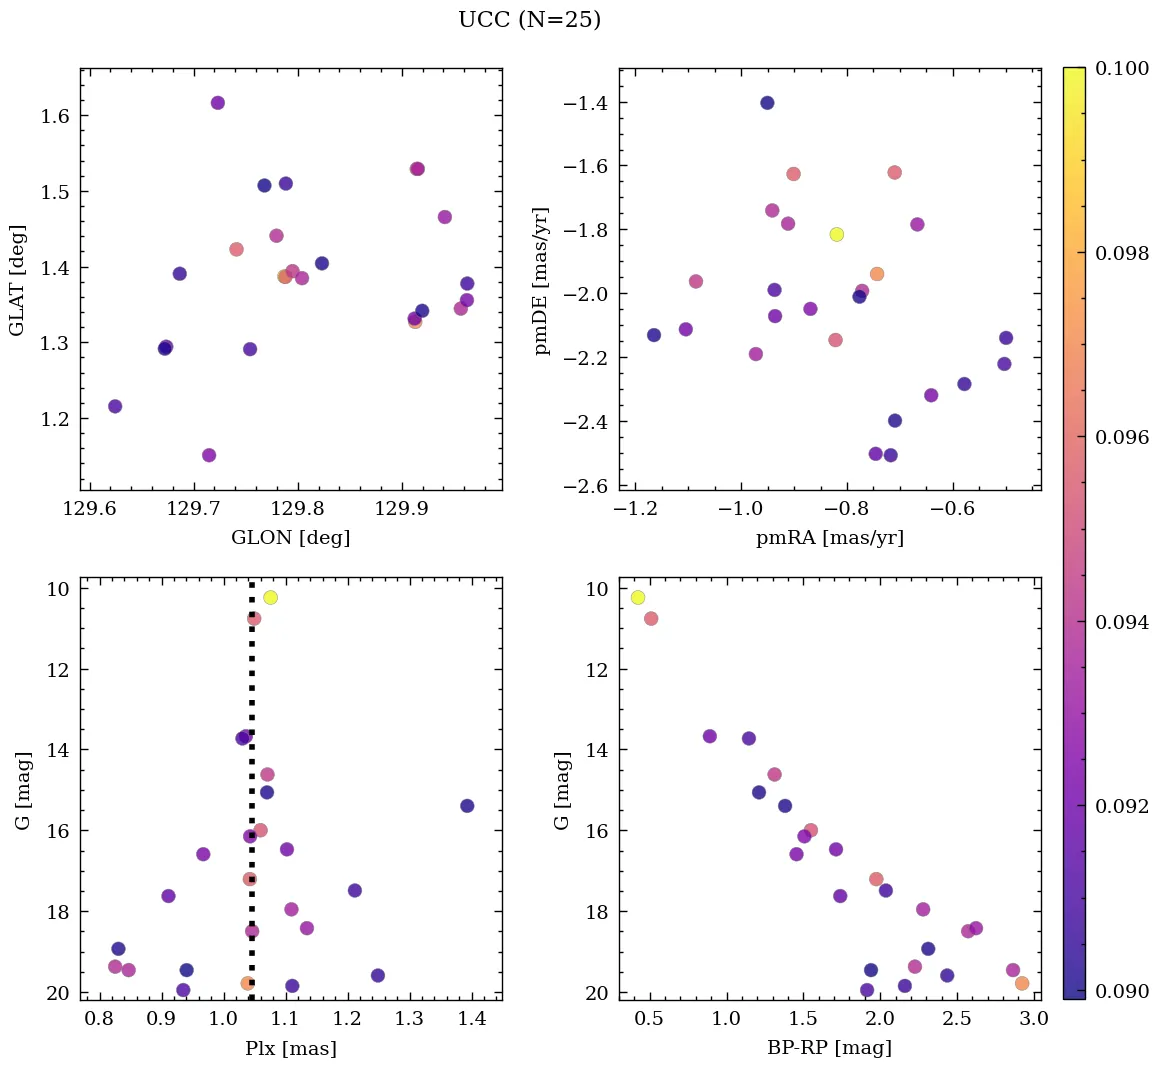 UCC (N=25)
1.6
1.5
1.4
1.3
1.2
GLAT [deg]
129.6 129.7 129.8 129.9
GLON [deg]
−1.4
−1.6
−1.8
−2.0
−2.2
−2.4
−2.6
pmDE [mas/yr]
−1.2 −1.0 −0.8 −0.6
pmRA [mas/yr]
10
12
14
16
18
20
G [mag]
0.8 0.9 1.0 1.1 1.2 1.3 1.4
Plx [mas]
10
12
14
16
18
20
G [mag]
0.5 1.0 1.5 2.0 2.5 3.0
BP-RP [mag]
0.100
0.098
0.096
0.094
0.092
0.090